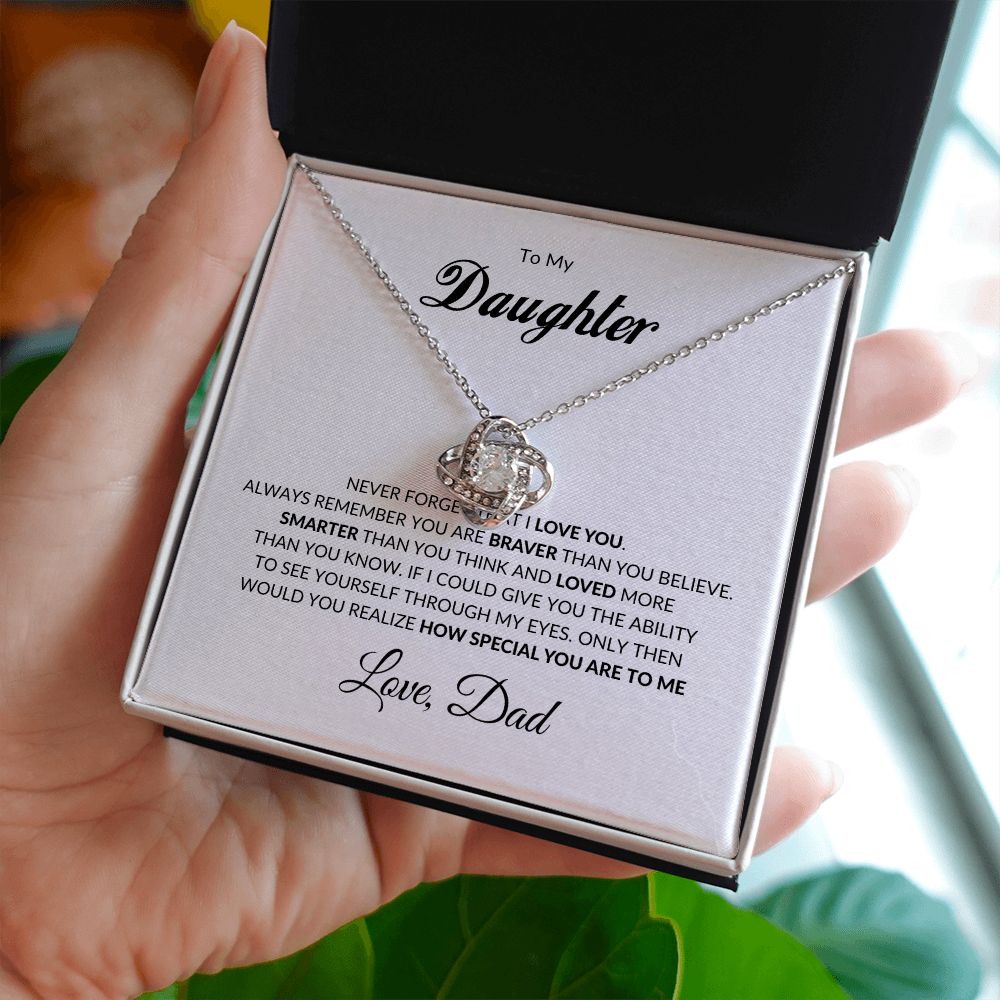 To My
Daughter
NEVER FORGE AT I LOVE YOU.
ALWAYS REMEMBER YOU ARE BRAVER THAN YOU BELIEVE.
SMARTER THAN YOU THINK AND LOVED MORE
THAN YOU KNOW. IF I COULD GIVE YOU THE ABILITY
TO SEE YOURSELF THROUGH MY EYES. ONLY THEN
WOULD YOU REALIZE HOW SPECIAL YOU ARE TO ME
Love, Dad